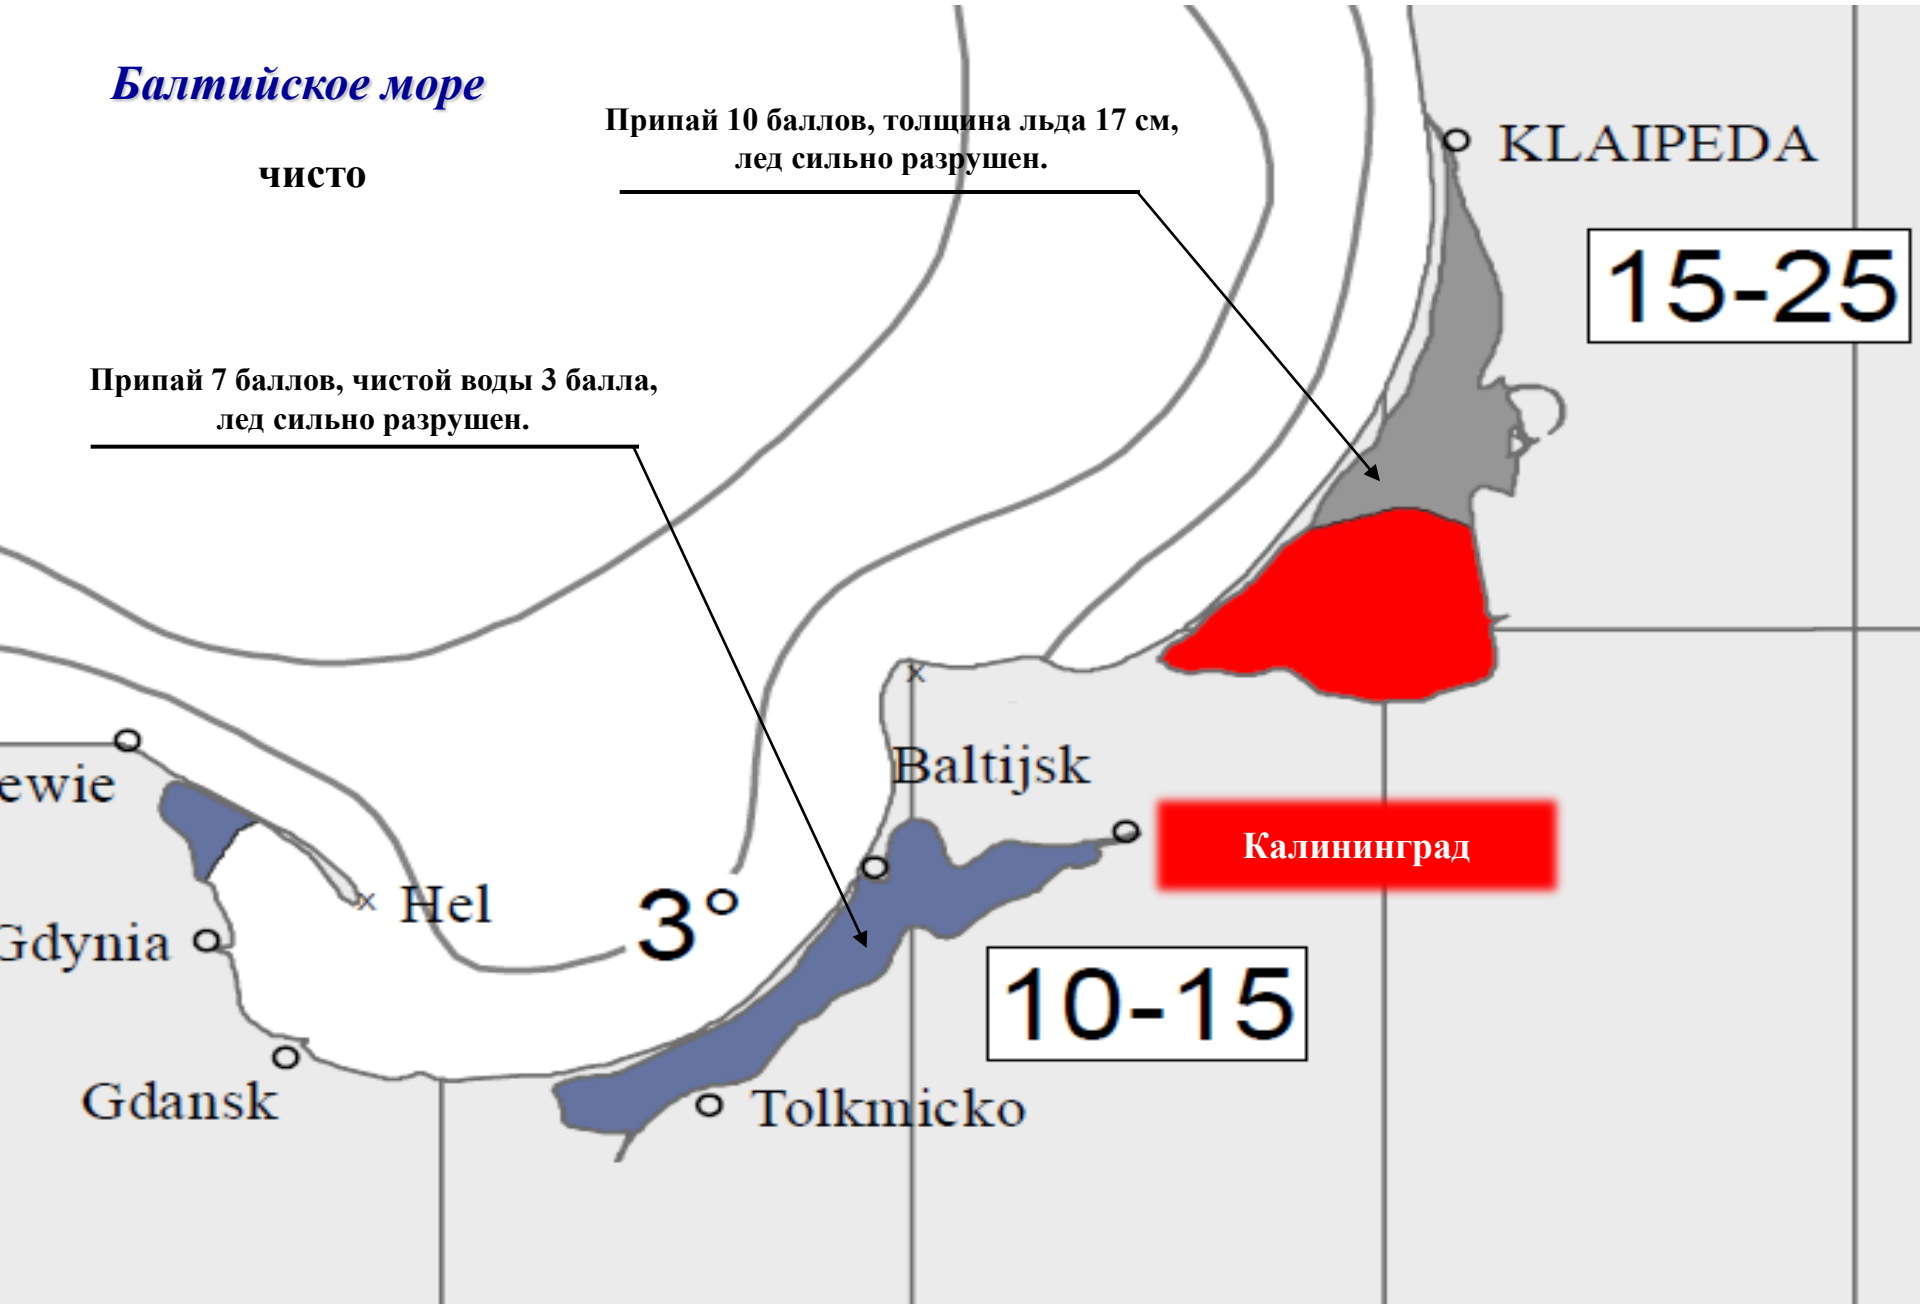 Балтийское море
чисто
Припай 10 баллов, толщина льда 17 см,
лед сильно разрушен.
KLAIPEDA
15-25
Припай 7 баллов, чистой воды 3 балла,
лед сильно разрушен.
x
ewie
Baltijsk
Калининград
x Hel
3°
Gdynia
10-15
Gdansk
Tolkmicko